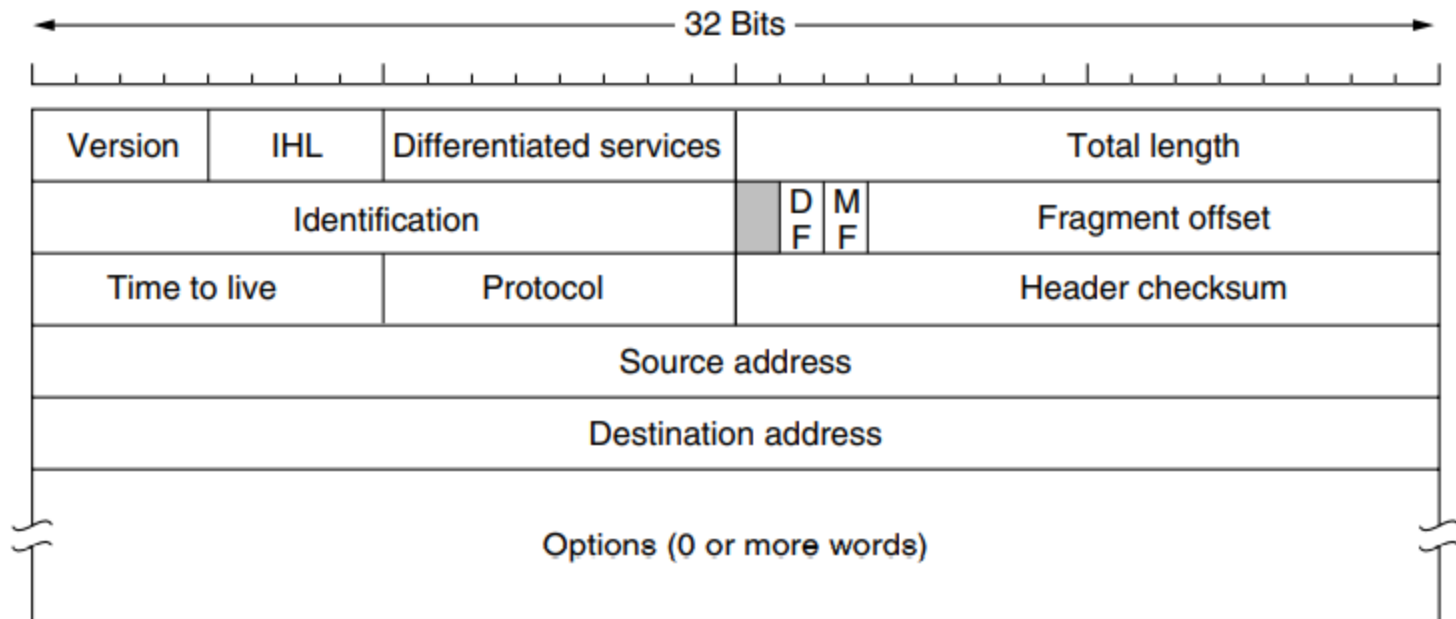 32 Bits
Version IHL Differentiated services Total length
Identification D F M F Fragment offset
Time to live Protocol Header checksum
Source address
Destination address
Options (0 or more words)